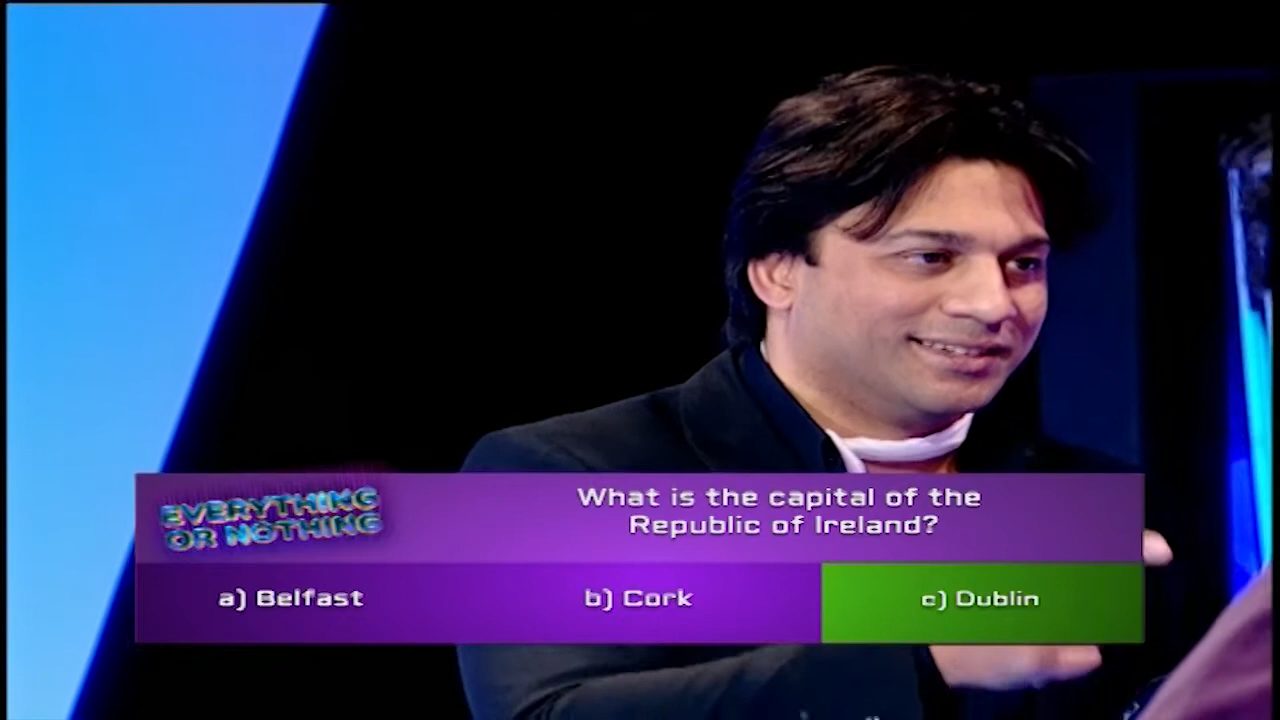 EVERYTHING
OR NOTHING
What is the capital of the
Republic of Ireland?
a) Belfast
b) Cork
c) Dublin